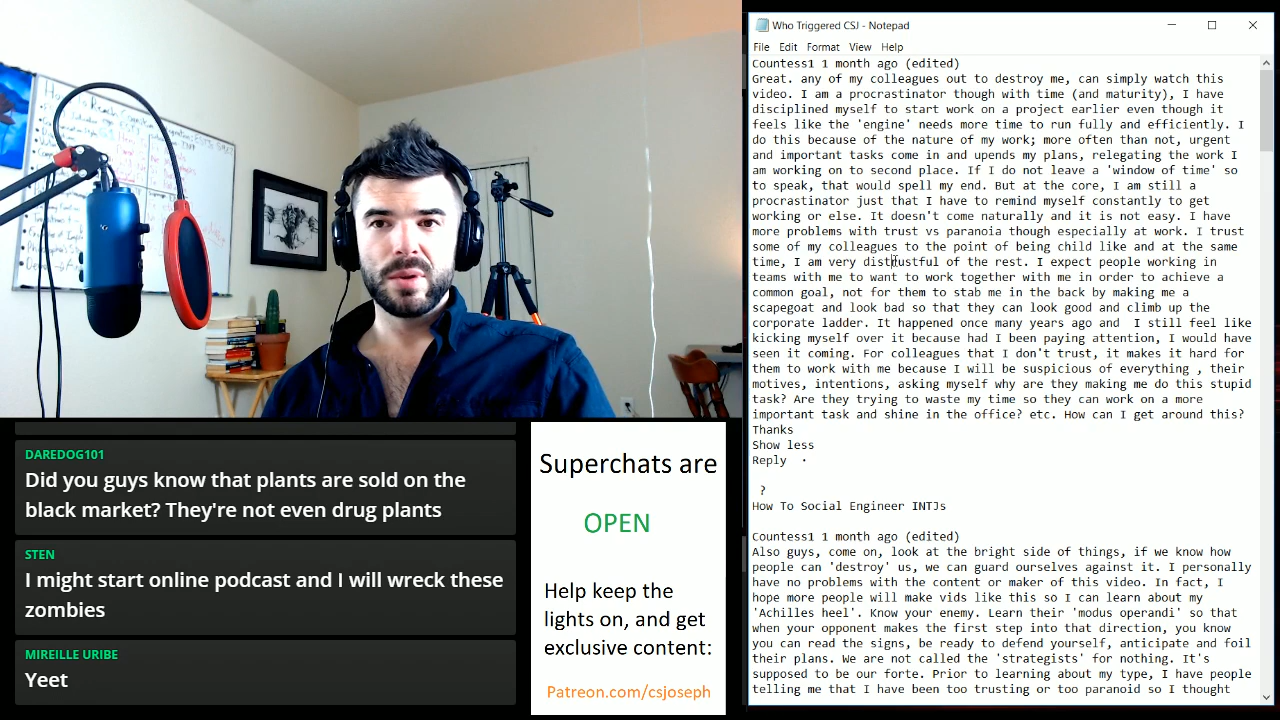 Who Triggered CSJ - Notepad
File Edit Format View Help
Countess1 1 month ago (edited)
Great. any of my colleagues out to destroy me, can simply watch this
video. I am a procrastinator though with time (and maturity), I have
disciplined myself to start work on a project earlier even though it
feels like the 'engine' needs more time to run fully and efficiently. I
do this because of the nature of my work; more often than not, urgent
and important tasks come in and upends my plans, relegating the work I
am working on to second place. If I do not leave a 'window of time' so
to speak, that would spell my end. But at the core, I am still a
procrastinator just that I have to remind myself constantly to get
working or else. It doesn't come naturally and it is not easy. I have
more problems with trust vs paranoia though especially at work. I trust
some of my colleagues to the point of being child like and at the same
time, I am very distrustful of the rest. I expect people working in
teams with me to want to work together with me in order to achieve a
common goal, not for them to stab me in the back by making me a
scapegoat and look bad so that they can look good and climb up the
corporate ladder. It happened once many years ago and  I still feel like
kicking myself over it because had I been paying attention, I would have
seen it coming. For colleagues that I don't trust, it makes it hard for
them to work with me because I will be suspicious of everything , their
motives, intentions, asking myself why are they making me do this stupid
task? Are they trying to waste my time so they can work on a more
important task and shine in the office? etc. How can I get around this?
Thanks
Show less
Reply ·
?
How To Social Engineer INTJs
Countess1 1 month ago (edited)
Also guys, come on, look at the bright side of things, if we know how
people can 'destroy' us, we can guard ourselves against it. I personally
have no problems with the content or maker of this video. In fact, I
hope more people will make vids like this so I can learn about my
'Achilles heel'. Know your enemy. Learn their 'modus operandi' so that
when your opponent makes the first step into that direction, you know
you can read the signs, be ready to defend yourself, anticipate and foil
their plans. We are not called the 'strategists' for nothing. It's
supposed to be our forte. Prior to learning about my type, I have people
telling me that I have been too trusting or too paranoid so I thought
DAREDOG101
Did you guys know that plants are sold on the
black market? They're not even drug plants
STEN
I might start online podcast and I will wreck these
zombies
MIREILLE URIBE
Yeet
Superchats are
OPEN
Help keep the
lights on, and get
exclusive content:
Patreon.com/csjoseph